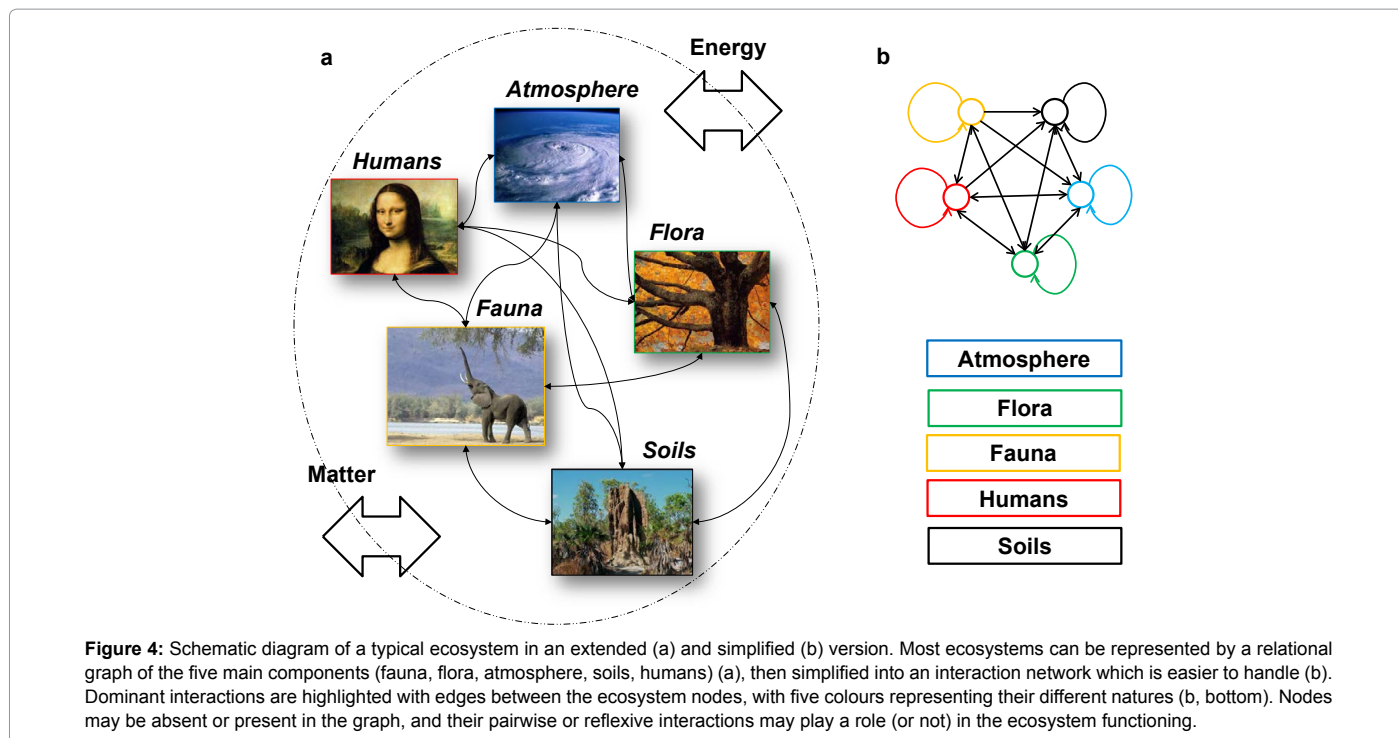 a
Energy
b
Atmosphere
Humans
Flora
Fauna
Soils
Matter
Atmosphere
Flora
Fauna
Humans
Soils
Figure 4: Schematic diagram of a typical ecosystem in an extended (a) and simplified (b) version. Most ecosystems can be represented by a relational
graph of the five main components (fauna, flora, atmosphere, soils, humans) (a), then simplified into an interaction network which is easier to handle (b).
Dominant interactions are highlighted with edges between the ecosystem nodes, with five colours representing their different natures (b, bottom). Nodes
may be absent or present in the graph, and their pairwise or reflexive interactions may play a role (or not) in the ecosystem functioning.